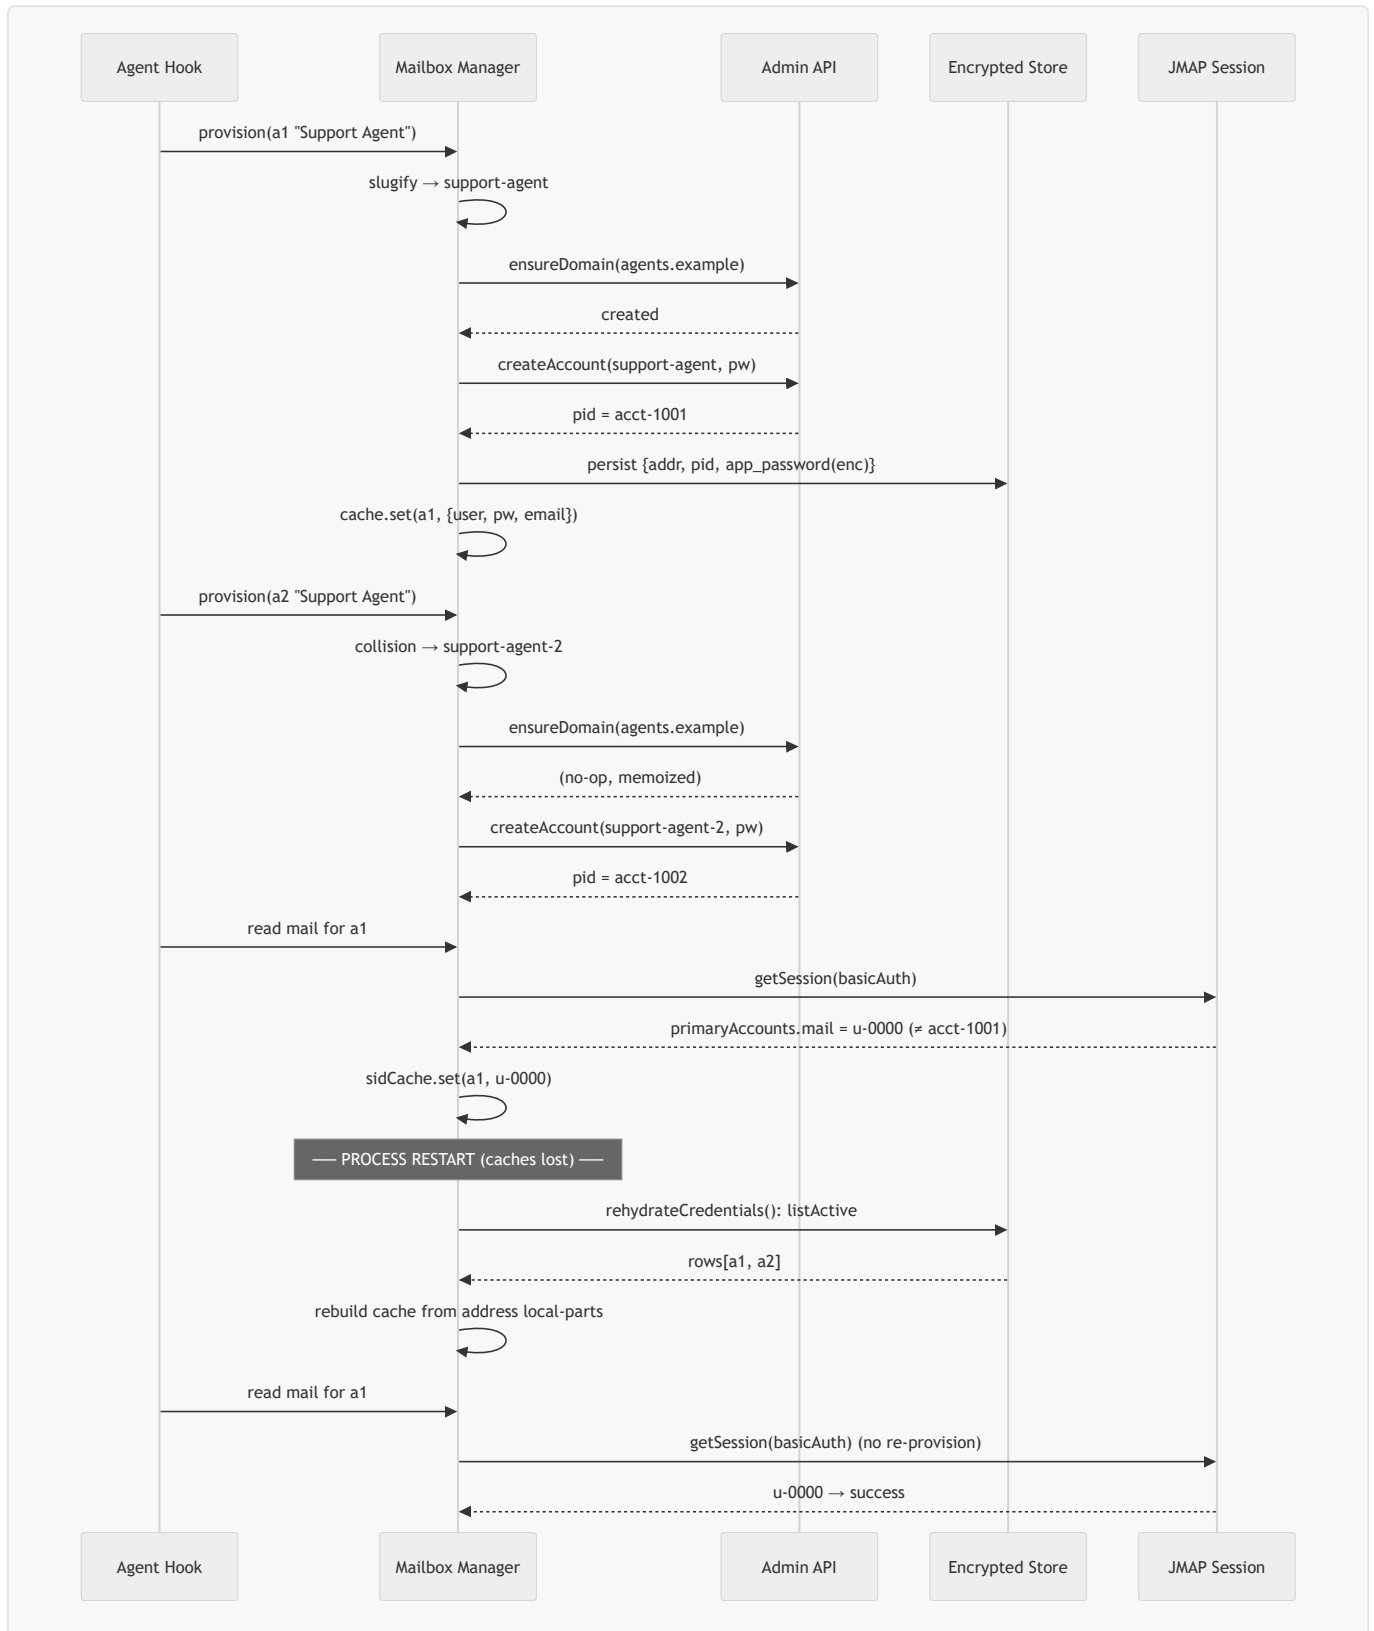 Agent Hook
Mailbox Manager
Admin API
Encrypted Store
JMAP Session
provision(a1 "Support Agent")
slugify → support-agent
ensureDomain(agents.example)
created
createAccount(support-agent, pw)
pid = acct-1001
persist {addr, pid, app_password(enc)}
cache.set(a1, {user, pw, email})
provision(a2 "Support Agent")
collision → support-agent-2
ensureDomain(agents.example)
(no-op, memoized)
createAccount(support-agent-2, pw)
pid = acct-1002
read mail for a1
getSession(basicAuth)
primaryAccounts.mail = u-0000 (≠ acct-1001)
sidCache.set(a1, u-0000)
—– PROCESS RESTART (caches lost) —–
rehydrateCredentials(): listActive
rows[a1, a2]
rebuild cache from address local-parts
read mail for a1
getSession(basicAuth) (no re-provision)
u-0000 → success
Agent Hook
Mailbox Manager
Admin API
Encrypted Store
JMAP Session